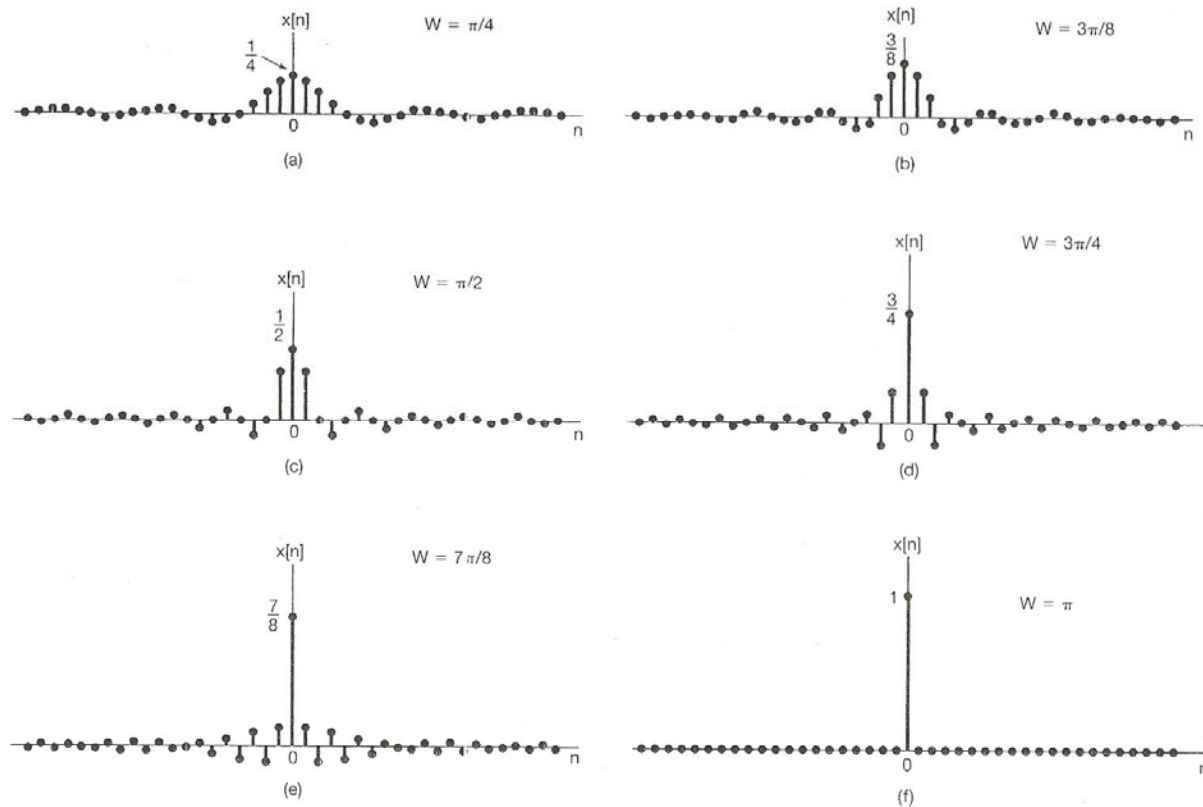 x[n]
W = π/4
1/4
0
n
(a)
x[n]
W = 3π/8
3/8
0
n
(b)
x[n]
W = π/2
1/2
0
n
(c)
x[n]
W = 3π/4
3/4
0
(d)
x[n]
W = 7π/8
7/8
0
n
(e)
x[n]
W = π
1
0
(f)